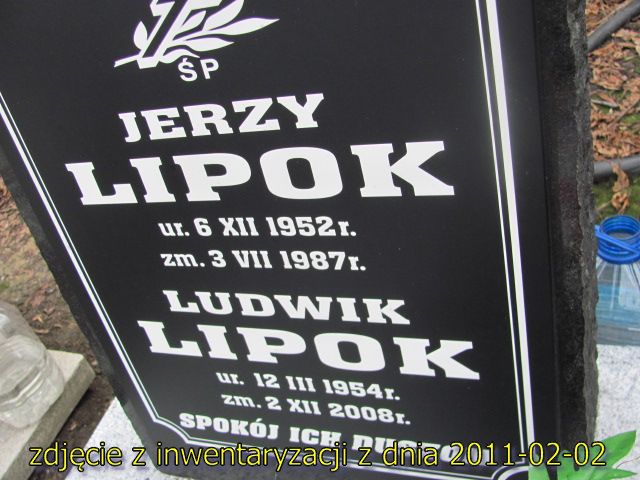 ŚP
JERZY
LIPOK
ur. 6 XII 1952 r.
zm. 3 VII 1987r.
LUDWIK
LIPOK
ur. 12 III 1954r.
zm. 2 XII 2008r.
SPOKÓJ ICH
zdjęcie z inwentaryzacji z dnia 2011-02-02